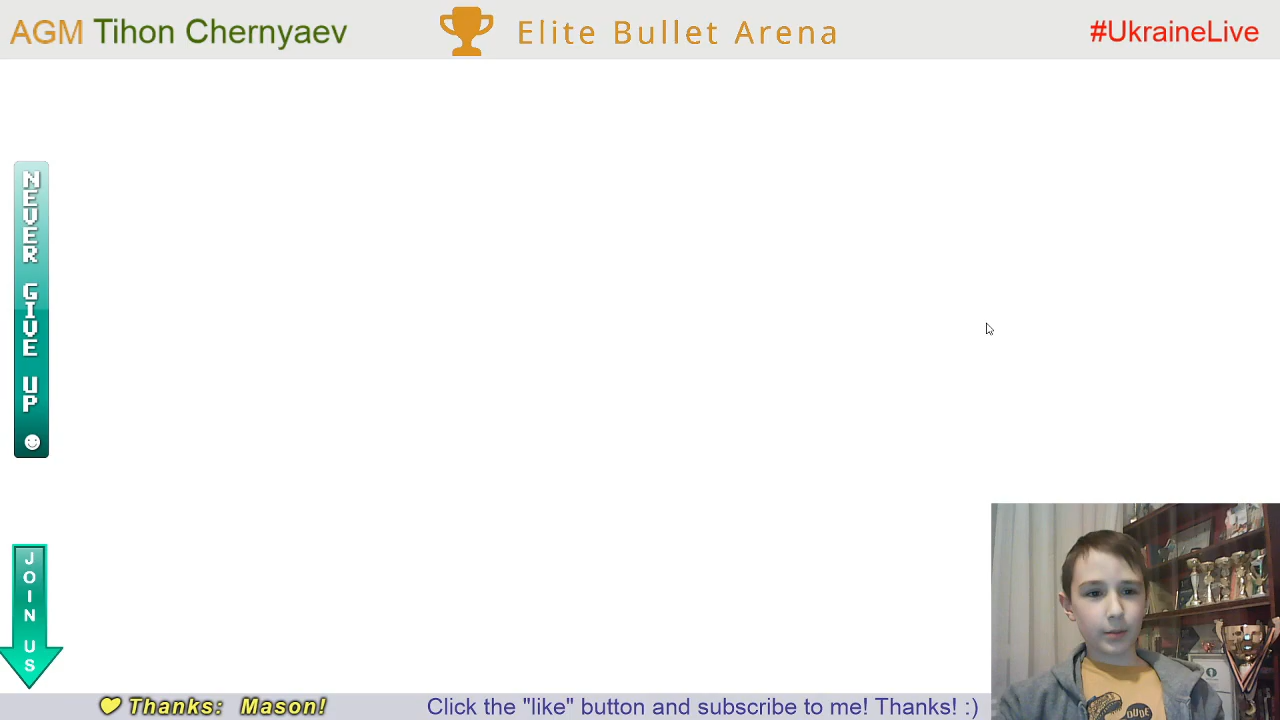 AGM Tihon Chernyaev
Elite Bullet Arena
#UkraineLive
NEVER GIVE UP
JOIN US
Thanks: Mason!
Click the "like" button and subscribe to me! Thanks! :)
DUDE